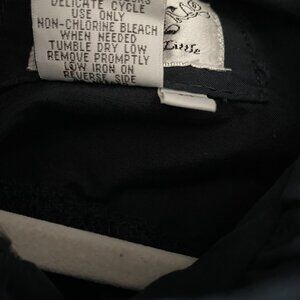 DELICATE CYCLE
USE ONLY
NON-CHLORINE BLEACH
WHEN NEEDED
TUMBLE DRY LOW
REMOVE PROMPTLY
LOW IRON ON
REVERSE SIDE
Little